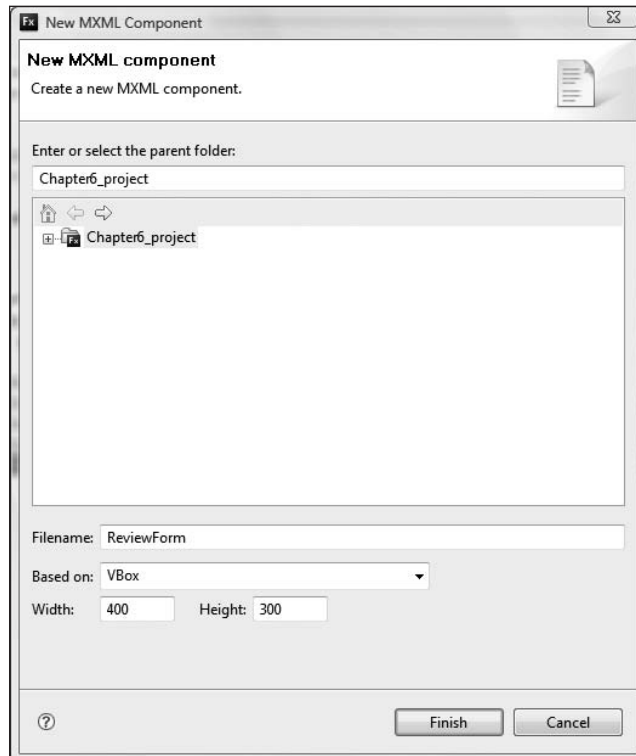 Fx New MXML Component
New MXML component
Create a new MXML component.
Enter or select the parent folder:
Chapter6_project
Fx Chapter6_project
Filename: ReviewForm
Based on: VBox
Width: 400 Height: 300
? Finish Cancel